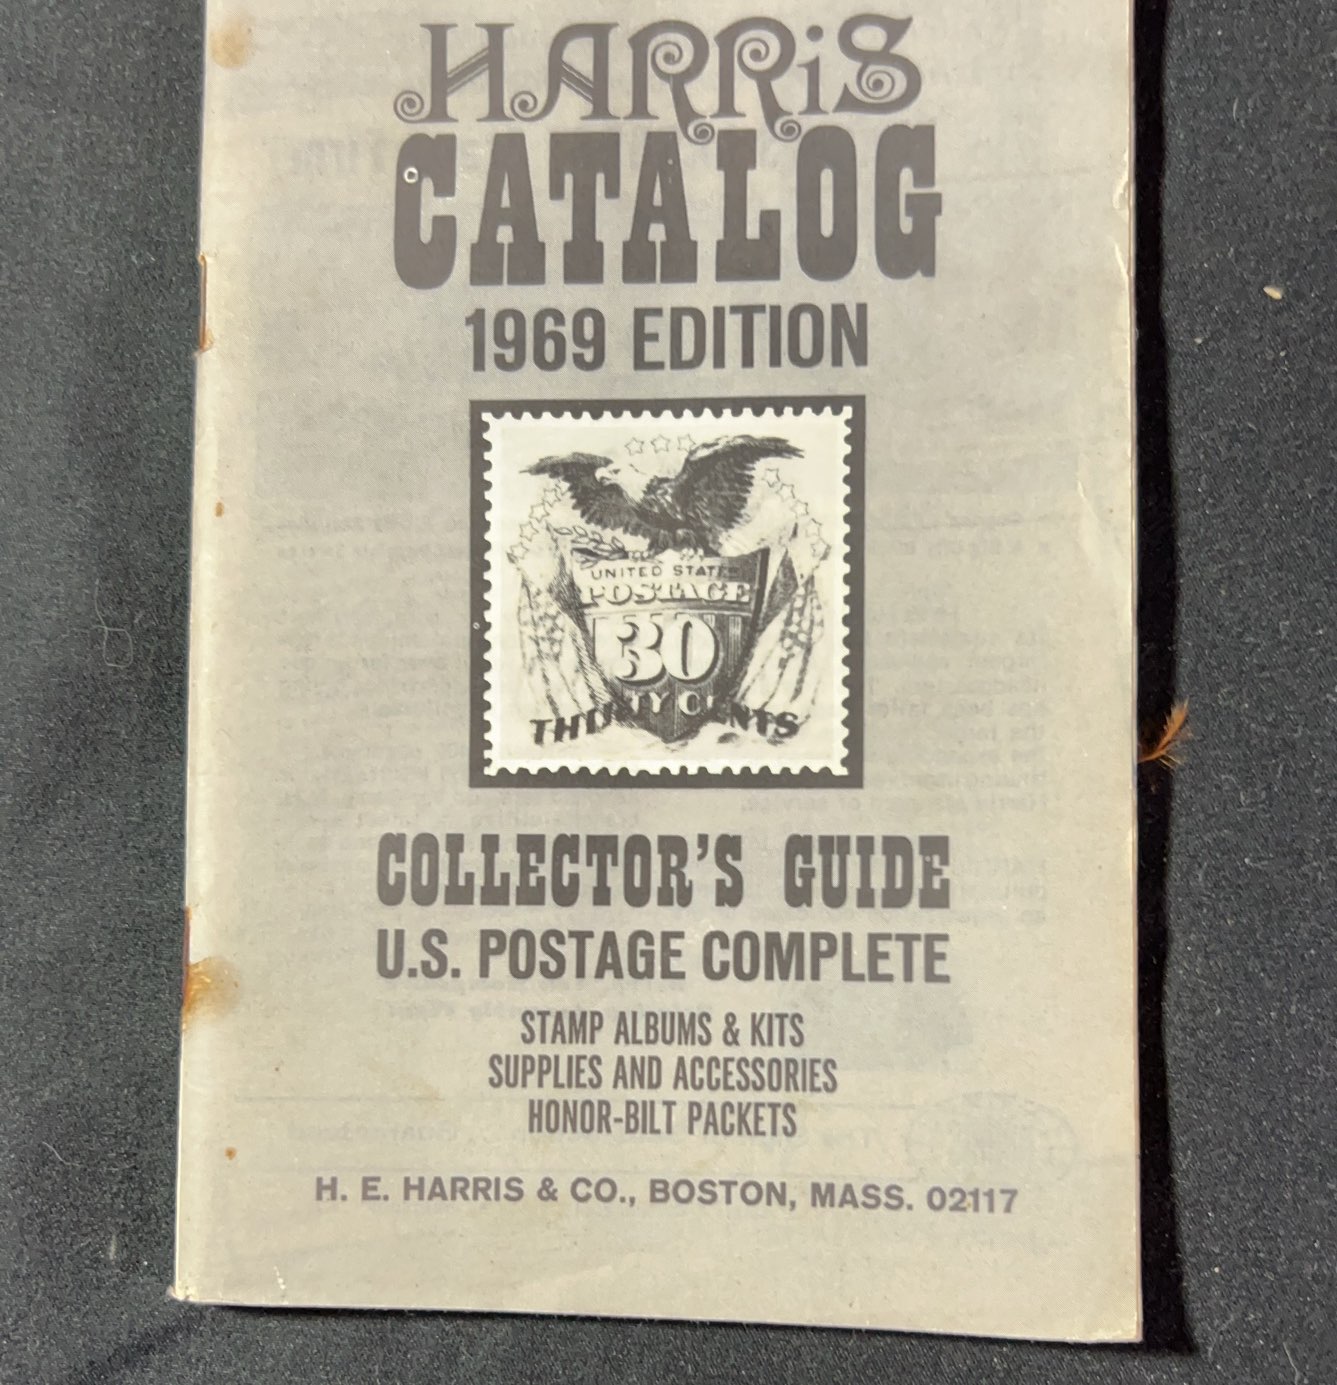 HARRiS
CATALOG
1969 EDITION
UNITED STATES
POSTAGE
30
THIRTY CENTS
COLLECTOR'S GUIDE
U.S. POSTAGE COMPLETE
STAMP ALBUMS & KITS
SUPPLIES AND ACCESSORIES
HONOR-BILT PACKETS
H. E. HARRIS & CO., BOSTON, MASS. 02117